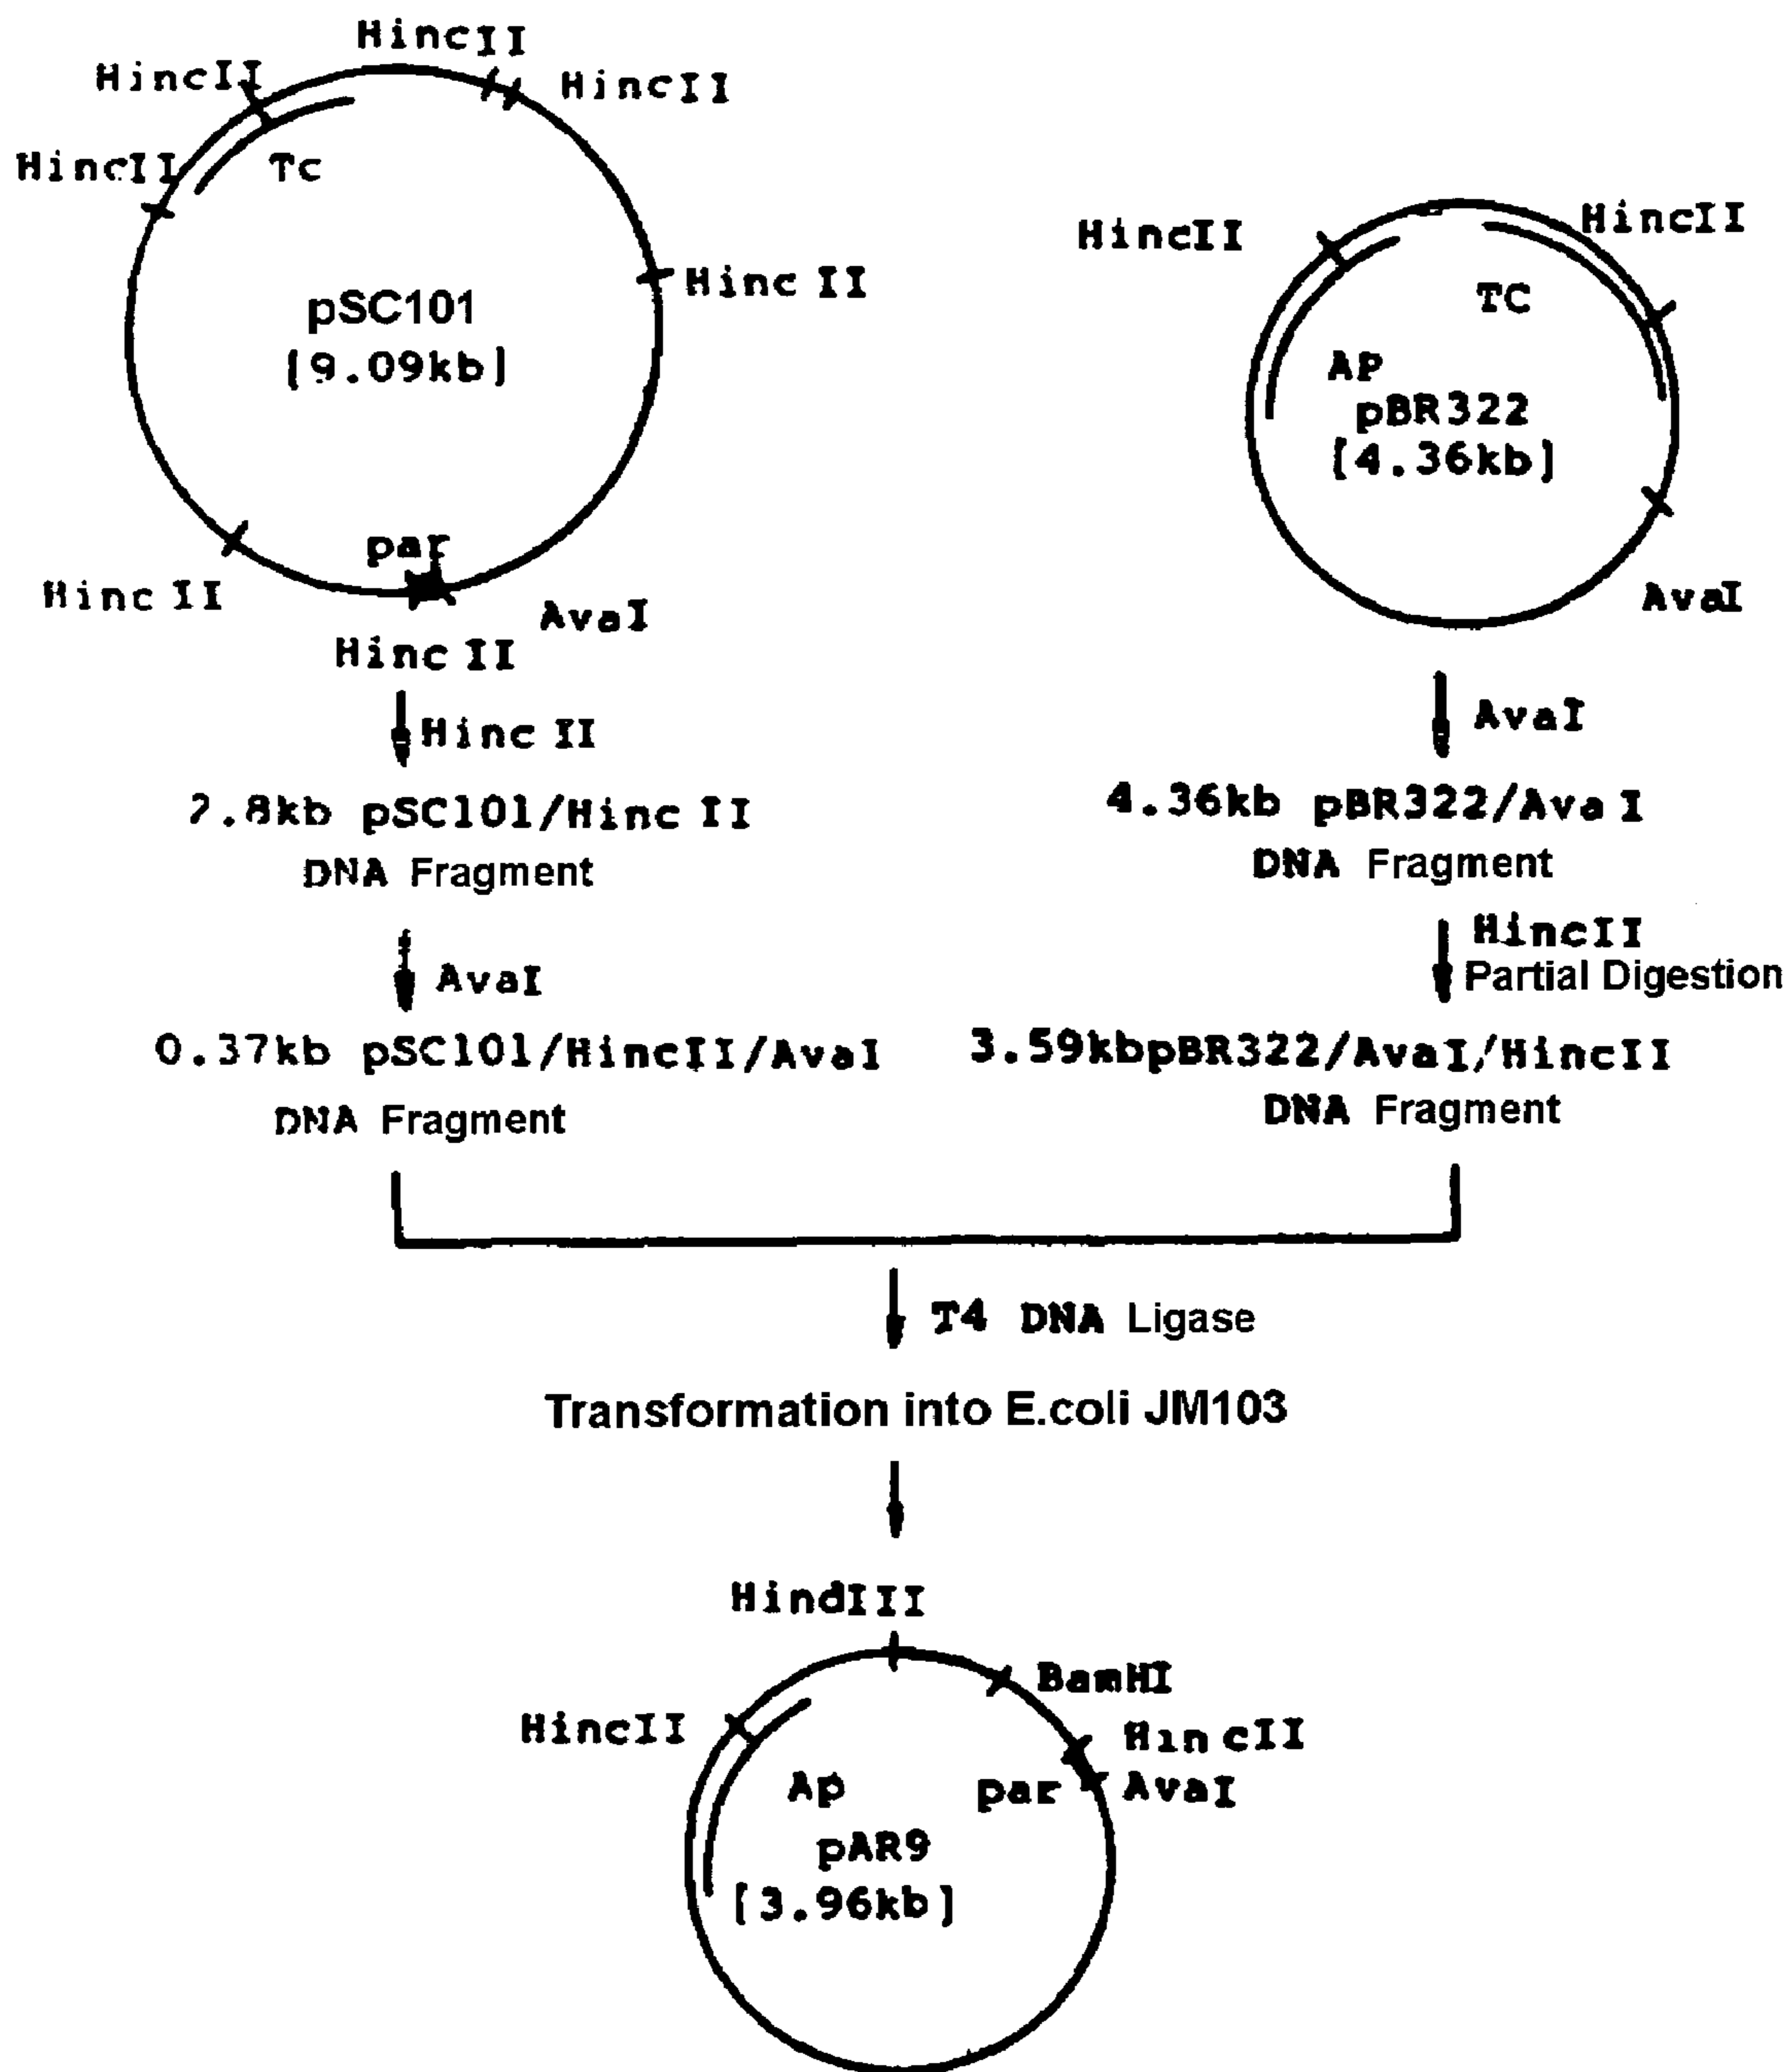 HincII
HincII
HincII
HincII
Tc
Hinc II
pSC101
[9.09kb]
par
Hinc II
AvaI
Hinc II
HincII
HincII
TC
AP
pBR322
[4.36kb]
AvaI
Hinc II
2.8kb pSC101/Hinc II
DNA Fragment
AvaI
0.37kb pSC101/HincII/AvaI
DNA Fragment
AvaI
4.36kb pBR322/Ava I
DNA Fragment
HincII
Partial Digestion
3.59kbpBR322/AvaI/HincII
DNA Fragment
T4 DNA Ligase
Transformation into E.coli JM103
HindIII
BamHI
HincII
HincII
Ap
par
AvaI
pAR9
[3.96kb]